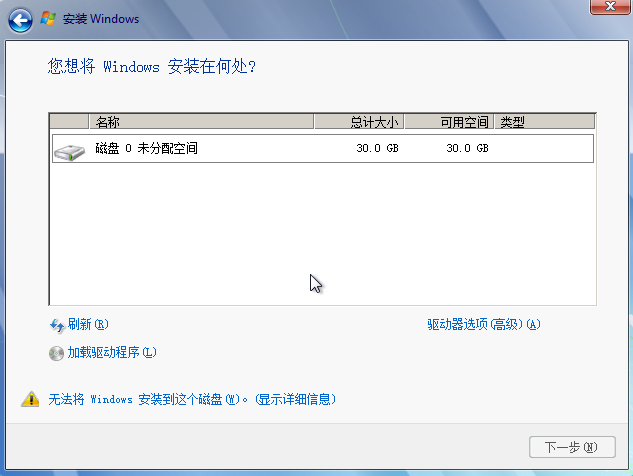 安装 Windows
您想将 Windows 安装在何处?
名称 总计大小 可用空间 类型
磁盘 0 未分配空间 30.0 GB 30.0 GB
刷新(R) 驱动器选项(高级)(A)
加载驱动程序(L)
无法将 Windows 安装到这个磁盘(W)。(显示详细信息)
下一步(N)